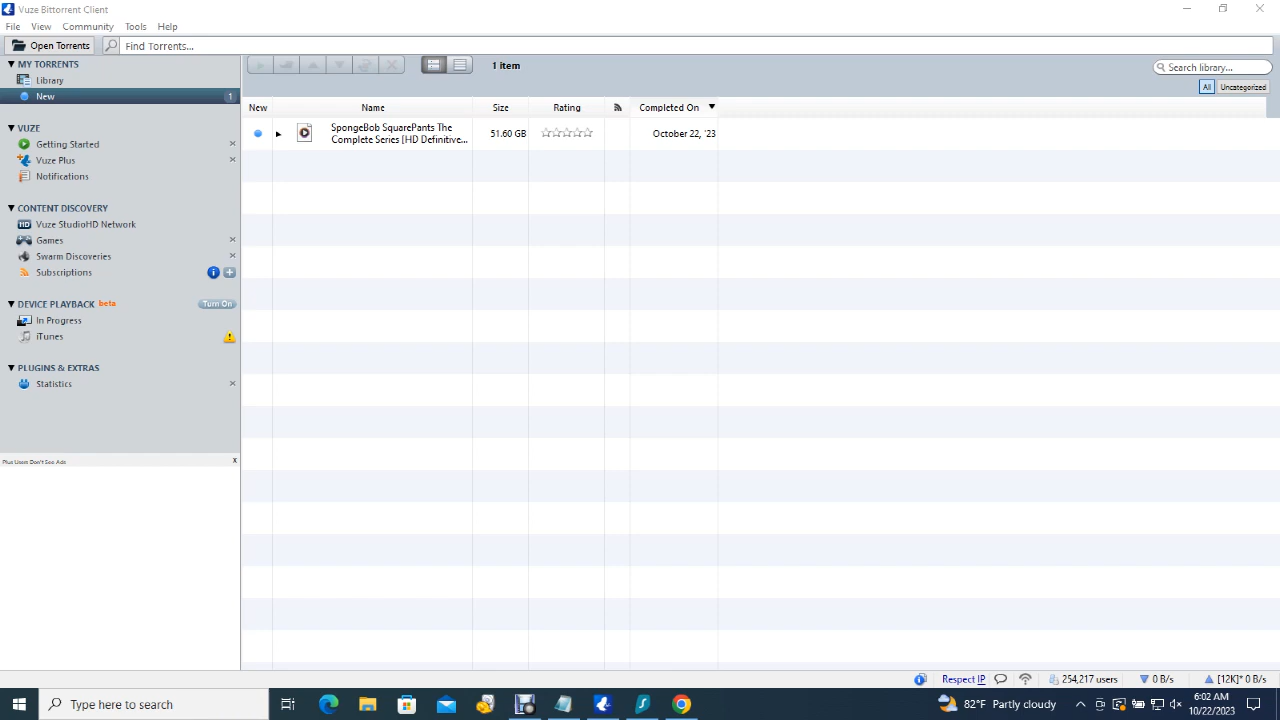 Vuze Bittorrent Client
File View Community Tools Help
Open Torrents Find Torrents...
MY TORRENTS
Library
New 1
VUZE
Getting Started
Vuze Plus
Notifications
CONTENT DISCOVERY
HD Vuze StudioHD Network
Games
Swarm Discoveries
Subscriptions
DEVICE PLAYBACK beta Turn On
In Progress
iTunes
PLUGINS & EXTRAS
Statistics
Plus Users Don't See Ads x
1 item
Search library...
All Uncategorized
New Name Size Rating Completed On
SpongeBob SquarePants The
Complete Series [HD Definitive... 51.60 GB October 22, '23
Respect IP 254,217 users 0 B/s [12K]* 0 B/s
Type here to search
82°F Partly cloudy
6:02 AM
10/22/2023